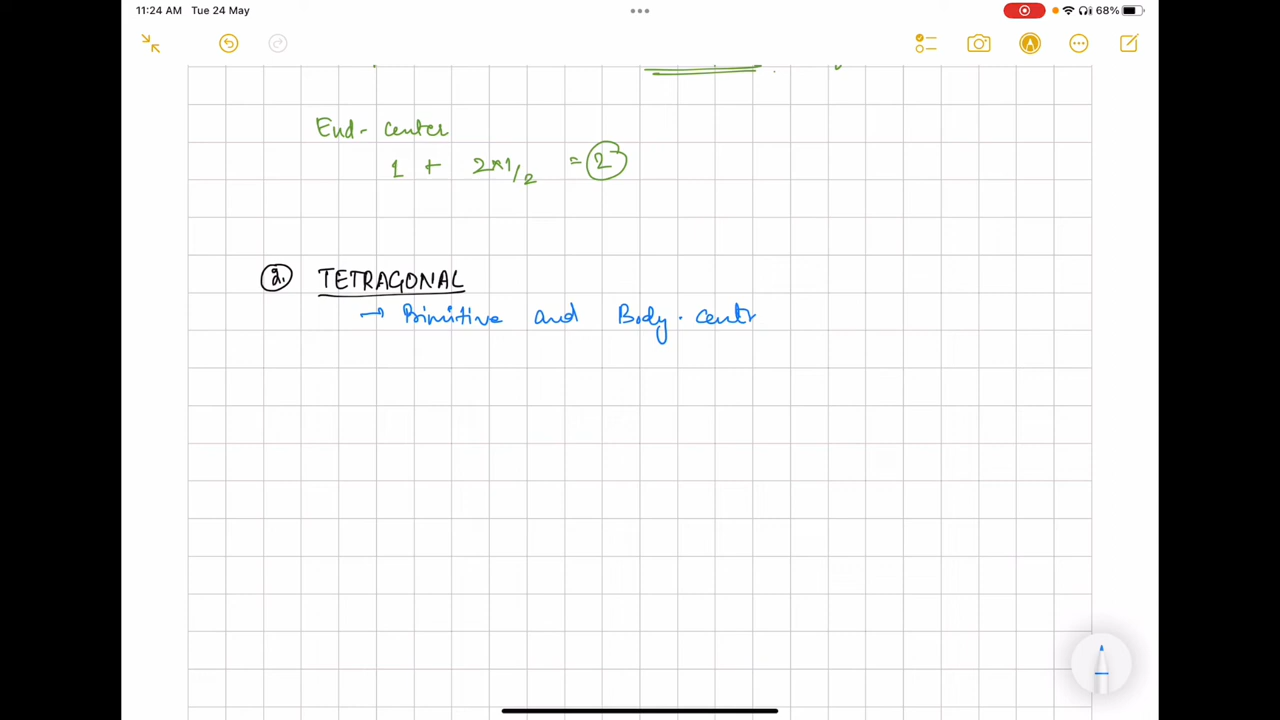 11:24 AM Tue 24 May
68%
End-center
1 + 2*1/2 = 2
2. TETRAGONAL
→ Primitive and Body-centr